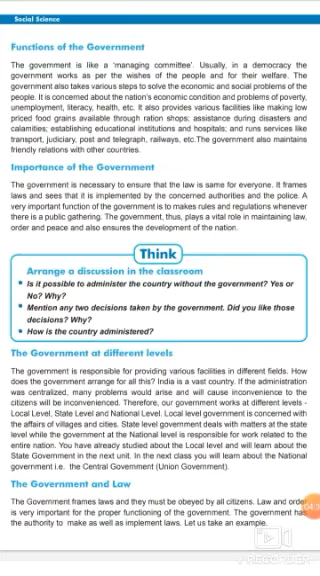 Social Science
Functions of the Government
The government is like a 'managing committee'. Usually, in a democracy the
government works as per the wishes of the people and for their welfare. The
government also takes various steps to solve the economic and social problems of the
people. It is concerned about the nation's economic condition and problems of poverty,
unemployment, literacy, health, etc. It also provides various facilities like making low
priced food grains available through ration shops; assistance during disasters and
calamities; establishing educational institutions and hospitals; and runs services like
transport, judiciary, post and telegraph, railways, etc.The government also maintains
friendly relations with other countries.
Importance of the Government
The government is necessary to ensure that the law is same for everyone. It frames
laws and sees that it is implemented by the concerned authorities and the police. A
very important function of the government is to makes rules and regulations whenever
there is a public gathering. The government, thus, plays a vital role in maintaining law,
order and peace and also ensures the development of the nation.
Think
Arrange a discussion in the classroom
• Is it possible to administer the country without the government? Yes or
No? Why?
• Mention any two decisions taken by the government. Did you like those
decisions? Why?
• How is the country administered?
The Government at different levels
The government is responsible for providing various facilities in different fields. How
does the government arrange for all this? India is a vast country. If the administration
was centralized, many problems would arise and will cause inconvenience to the
citizens will be inconvenienced. Therefore, our government works at different levels -
Local Level, State Level and National Level. Local level government is concerned with
the affairs of villages and cities. State level government deals with matters at the state
level while the government at the National level is responsible for work related to the
entire nation. You have already studied about the Local level and will learn about the
State Government in the next unit. In the next class you will learn about the National
government i.e. the Central Government (Union Government).
The Government and Law
The Government frames laws and they must be obeyed by all citizens. Law and order
is very important for the proper functioning of the government. The government has
the authority to make as well as implement laws. Let us take an example.